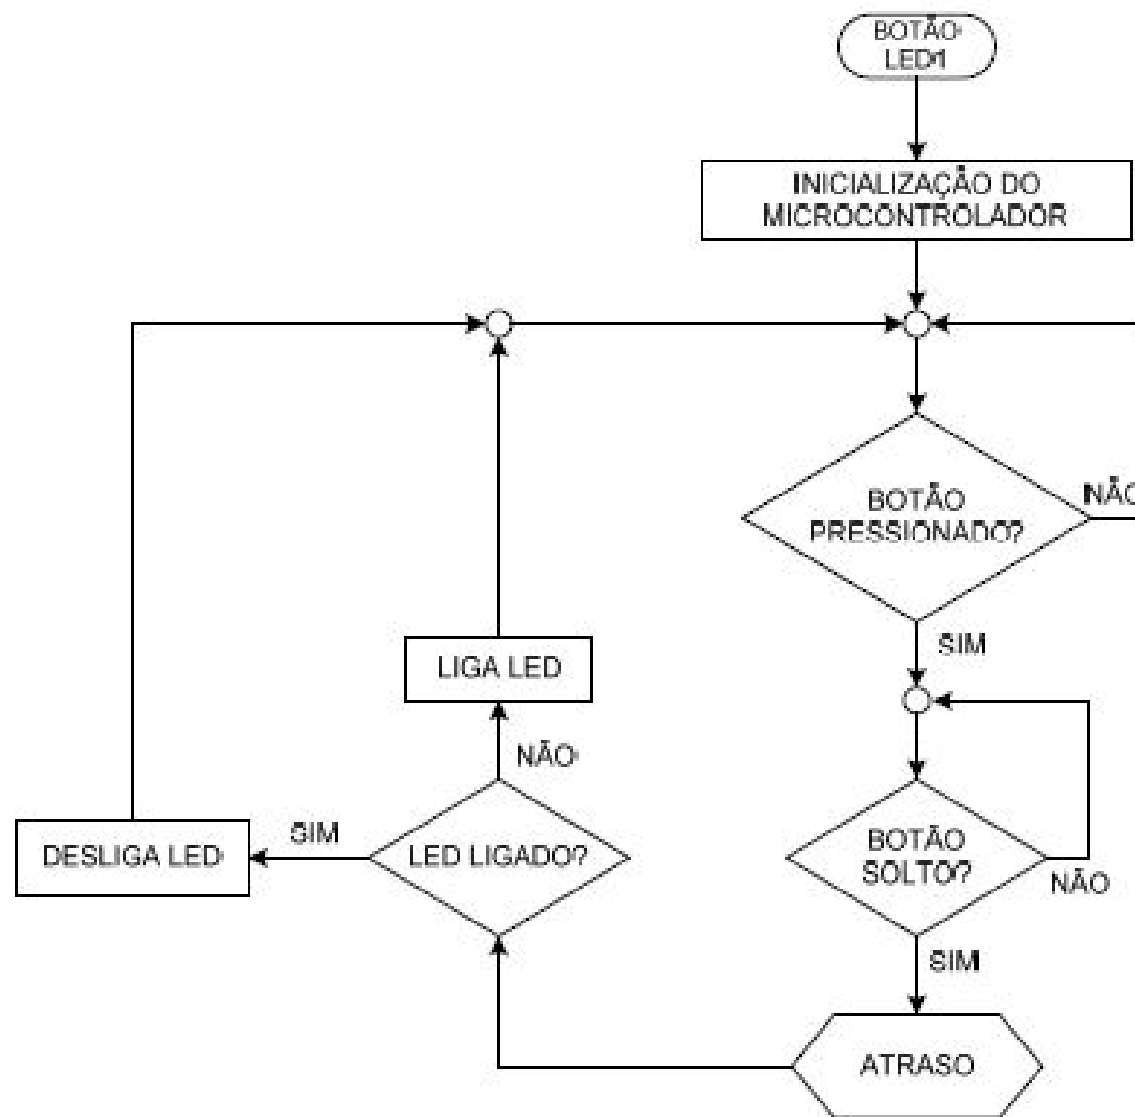 BOTÃO
LED1
INICIALIZAÇÃO DO
MICROCONTROLADOR
BOTÃO
PRESSIONADO?
NÃO
SIM
LIGA LED
NÃO
DESLIGA LED
SIM
LED LIGADO?
BOTÃO
SOLTO?
NÃO
SIM
ATRASO